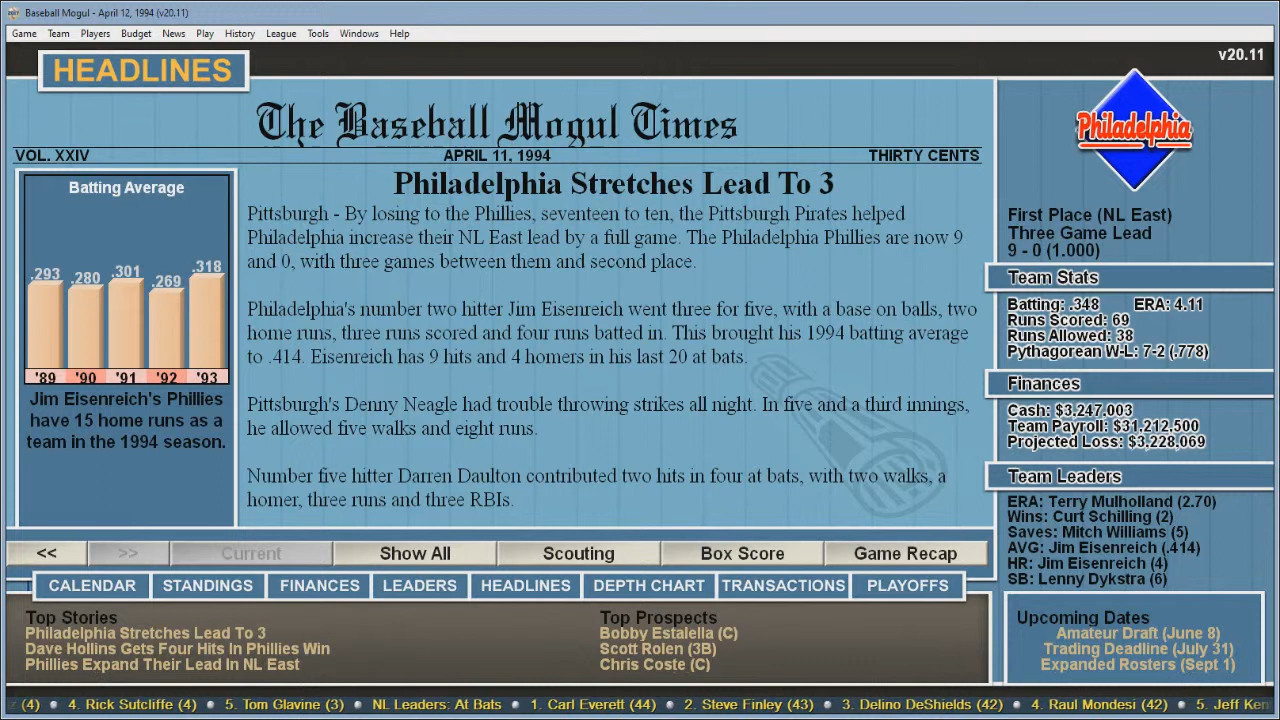 Baseball Mogul - April 12, 1994 (v20.11)
Game Team Players Budget News Play History League Tools Windows Help
HEADLINES
v20.11
The Baseball Mogul Times
VOL. XXIV APRIL 11, 1994 THIRTY CENTS
Batting Average
.293 .280 .301 .269 .318
'89 '90 '91 '92 '93
Jim Eisenreich's Phillies
have 15 home runs as a
team in the 1994 season.
Philadelphia Stretches Lead To 3
Pittsburgh - By losing to the Phillies, seventeen to ten, the Pittsburgh Pirates helped
Philadelphia increase their NL East lead by a full game. The Philadelphia Phillies are now 9
and 0, with three games between them and second place.
Philadelphia's number two hitter Jim Eisenreich went three for five, with a base on balls, two
home runs, three runs scored and four runs batted in. This brought his 1994 batting average
to .414. Eisenreich has 9 hits and 4 homers in his last 20 at bats.
Pittsburgh's Denny Neagle had trouble throwing strikes all night. In five and a third innings,
he allowed five walks and eight runs.
Number five hitter Darren Daulton contributed two hits in four at bats, with two walks, a
homer, three runs and three RBIs.
Philadelphia
First Place (NL East)
Three Game Lead
9 - 0 (1.000)
Team Stats
Batting: .348 ERA: 4.11
Runs Scored: 69
Runs Allowed: 38
Pythagorean W-L: 7-2 (.778)
Finances
Cash: $3,247,003
Team Payroll: $31,212,500
Projected Loss: $3,228,069
Team Leaders
ERA: Terry Mulholland (2.70)
Wins: Curt Schilling (2)
Saves: Mitch Williams (5)
AVG: Jim Eisenreich (.414)
HR: Jim Eisenreich (4)
SB: Lenny Dykstra (6)
<< >> Current Show All Scouting Box Score Game Recap
CALENDAR STANDINGS FINANCES LEADERS HEADLINES DEPTH CHART TRANSACTIONS PLAYOFFS
Top Stories
Philadelphia Stretches Lead To 3
Dave Hollins Gets Four Hits In Phillies Win
Phillies Expand Their Lead In NL East
Top Prospects
Bobby Estalella (C)
Scott Rolen (3B)
Chris Coste (C)
Upcoming Dates
Amateur Draft (June 8)
Trading Deadline (July 31)
Expanded Rosters (Sept 1)
(4) 4. Rick Sutcliffe (4) 5. Tom Glavine (3) NL Leaders: At Bats 1. Carl Everett (44) 2. Steve Finley (43) 3. Delino DeShields (42) 4. Raul Mondesi (42) 5. Jeff Ken